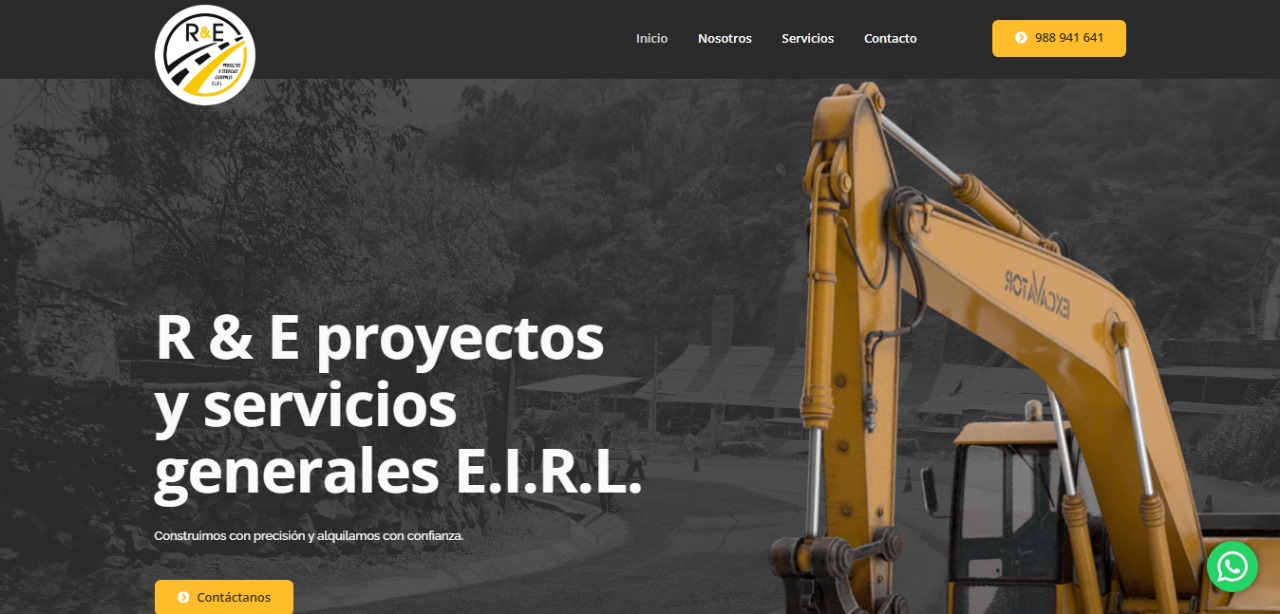 R&E
PROYECTOS
Y SERVICIOS
GENERALES
E.I.R.L
Inicio
Nosotros
Servicios
Contacto
988 941 641
EXCAVATOR
R & E proyectos
y servicios
generales E.I.R.L.
Construimos con precisión y alquilamos con confianza.
Contáctanos